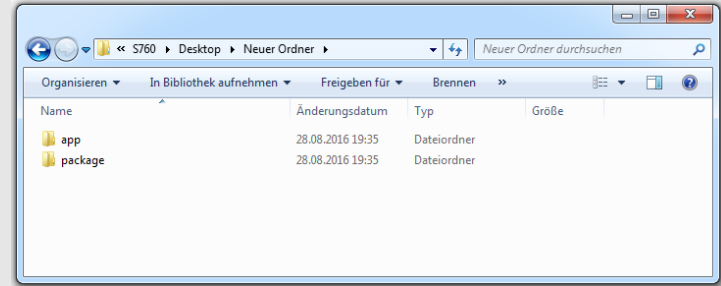 « S760 Desktop Neuer Ordner Neuer Ordner durchsuchen
Organisieren In Bibliothek aufnehmen Freigeben für Brennen »
Name Änderungsdatum Typ Größe
app 28.08.2016 19:35 Dateiordner
package 28.08.2016 19:35 Dateiordner